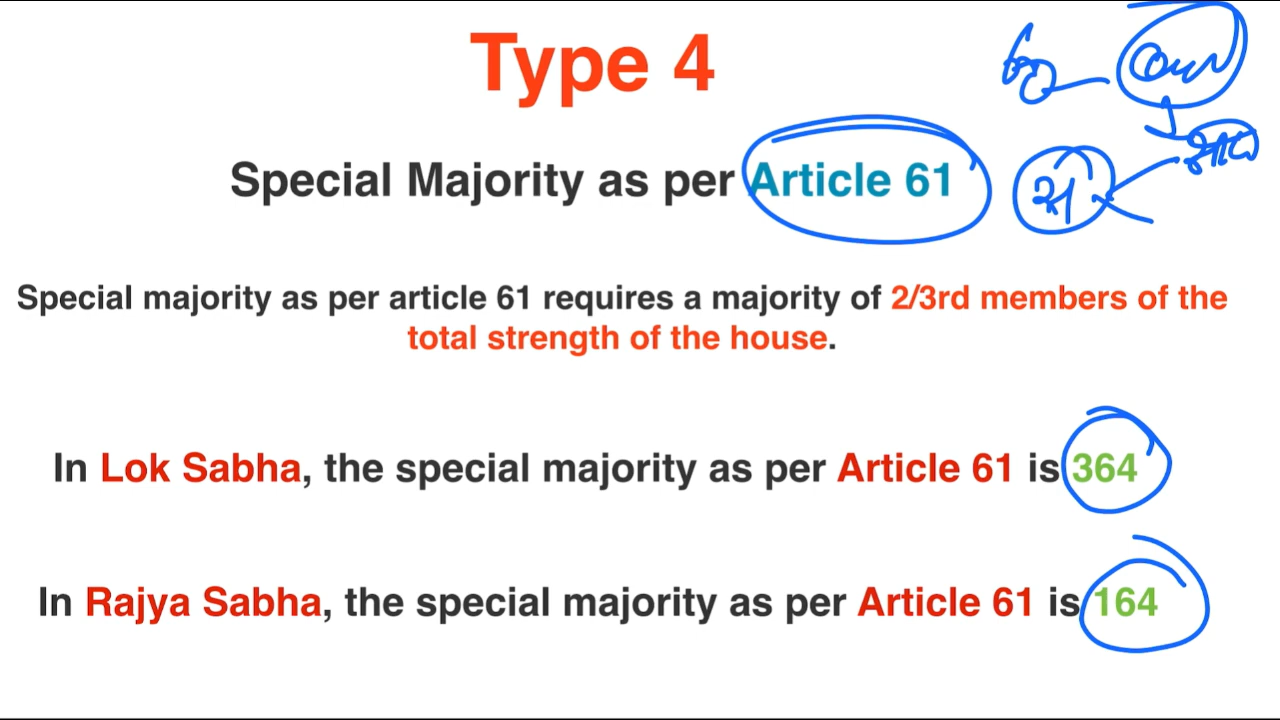 Type 4
Special Majority as per Article 61
Special majority as per article 61 requires a majority of 2/3rd members of the
total strength of the house.
In Lok Sabha, the special majority as per Article 61 is 364
In Rajya Sabha, the special majority as per Article 61 is 164